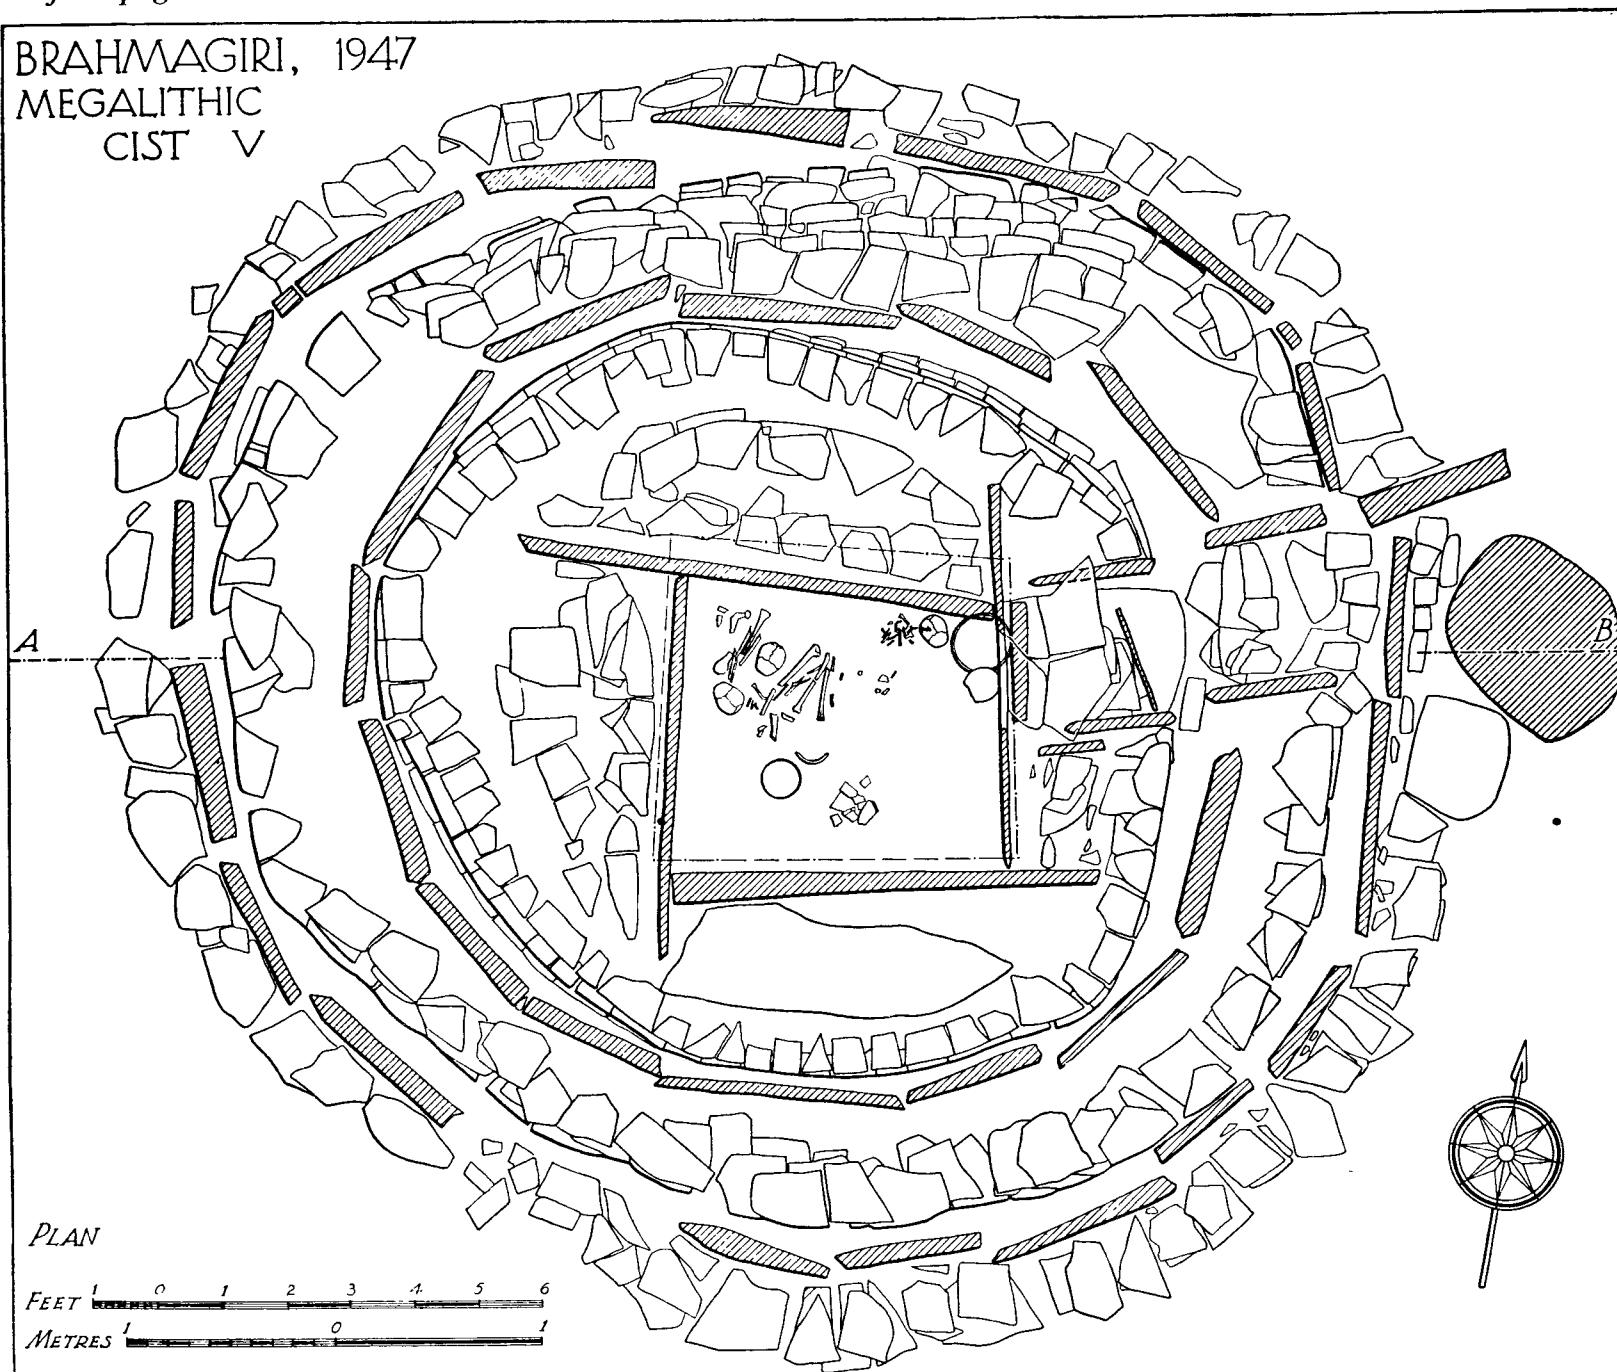 BRAHMAGIRI, 1947
MEGALITHIC
CIST V
A
B
PLAN
FEET 1 0 1 2 3 4 5 6
METRES 1 0 1